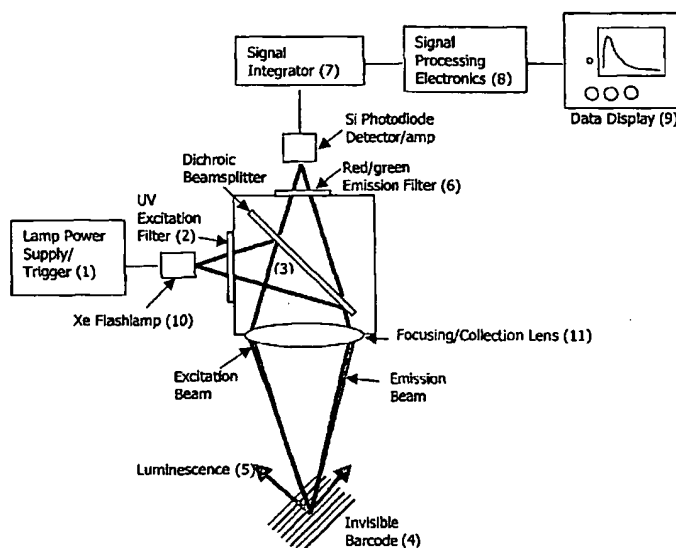 Signal
Integrator (7)
Signal
Processing
Electronics (8)
Data Display (9)
Si Photodiode
Detector/amp
Dichroic
Beamsplitter
Red/green
Emission Filter (6)
UV
Excitation
Filter (2)
Lamp Power
Supply/
Trigger (1)
(3)
Xe Flashlamp (10)
Focusing/Collection Lens (11)
Excitation
Beam
Emission
Beam
Luminescence (5)
Invisible
Barcode (4)